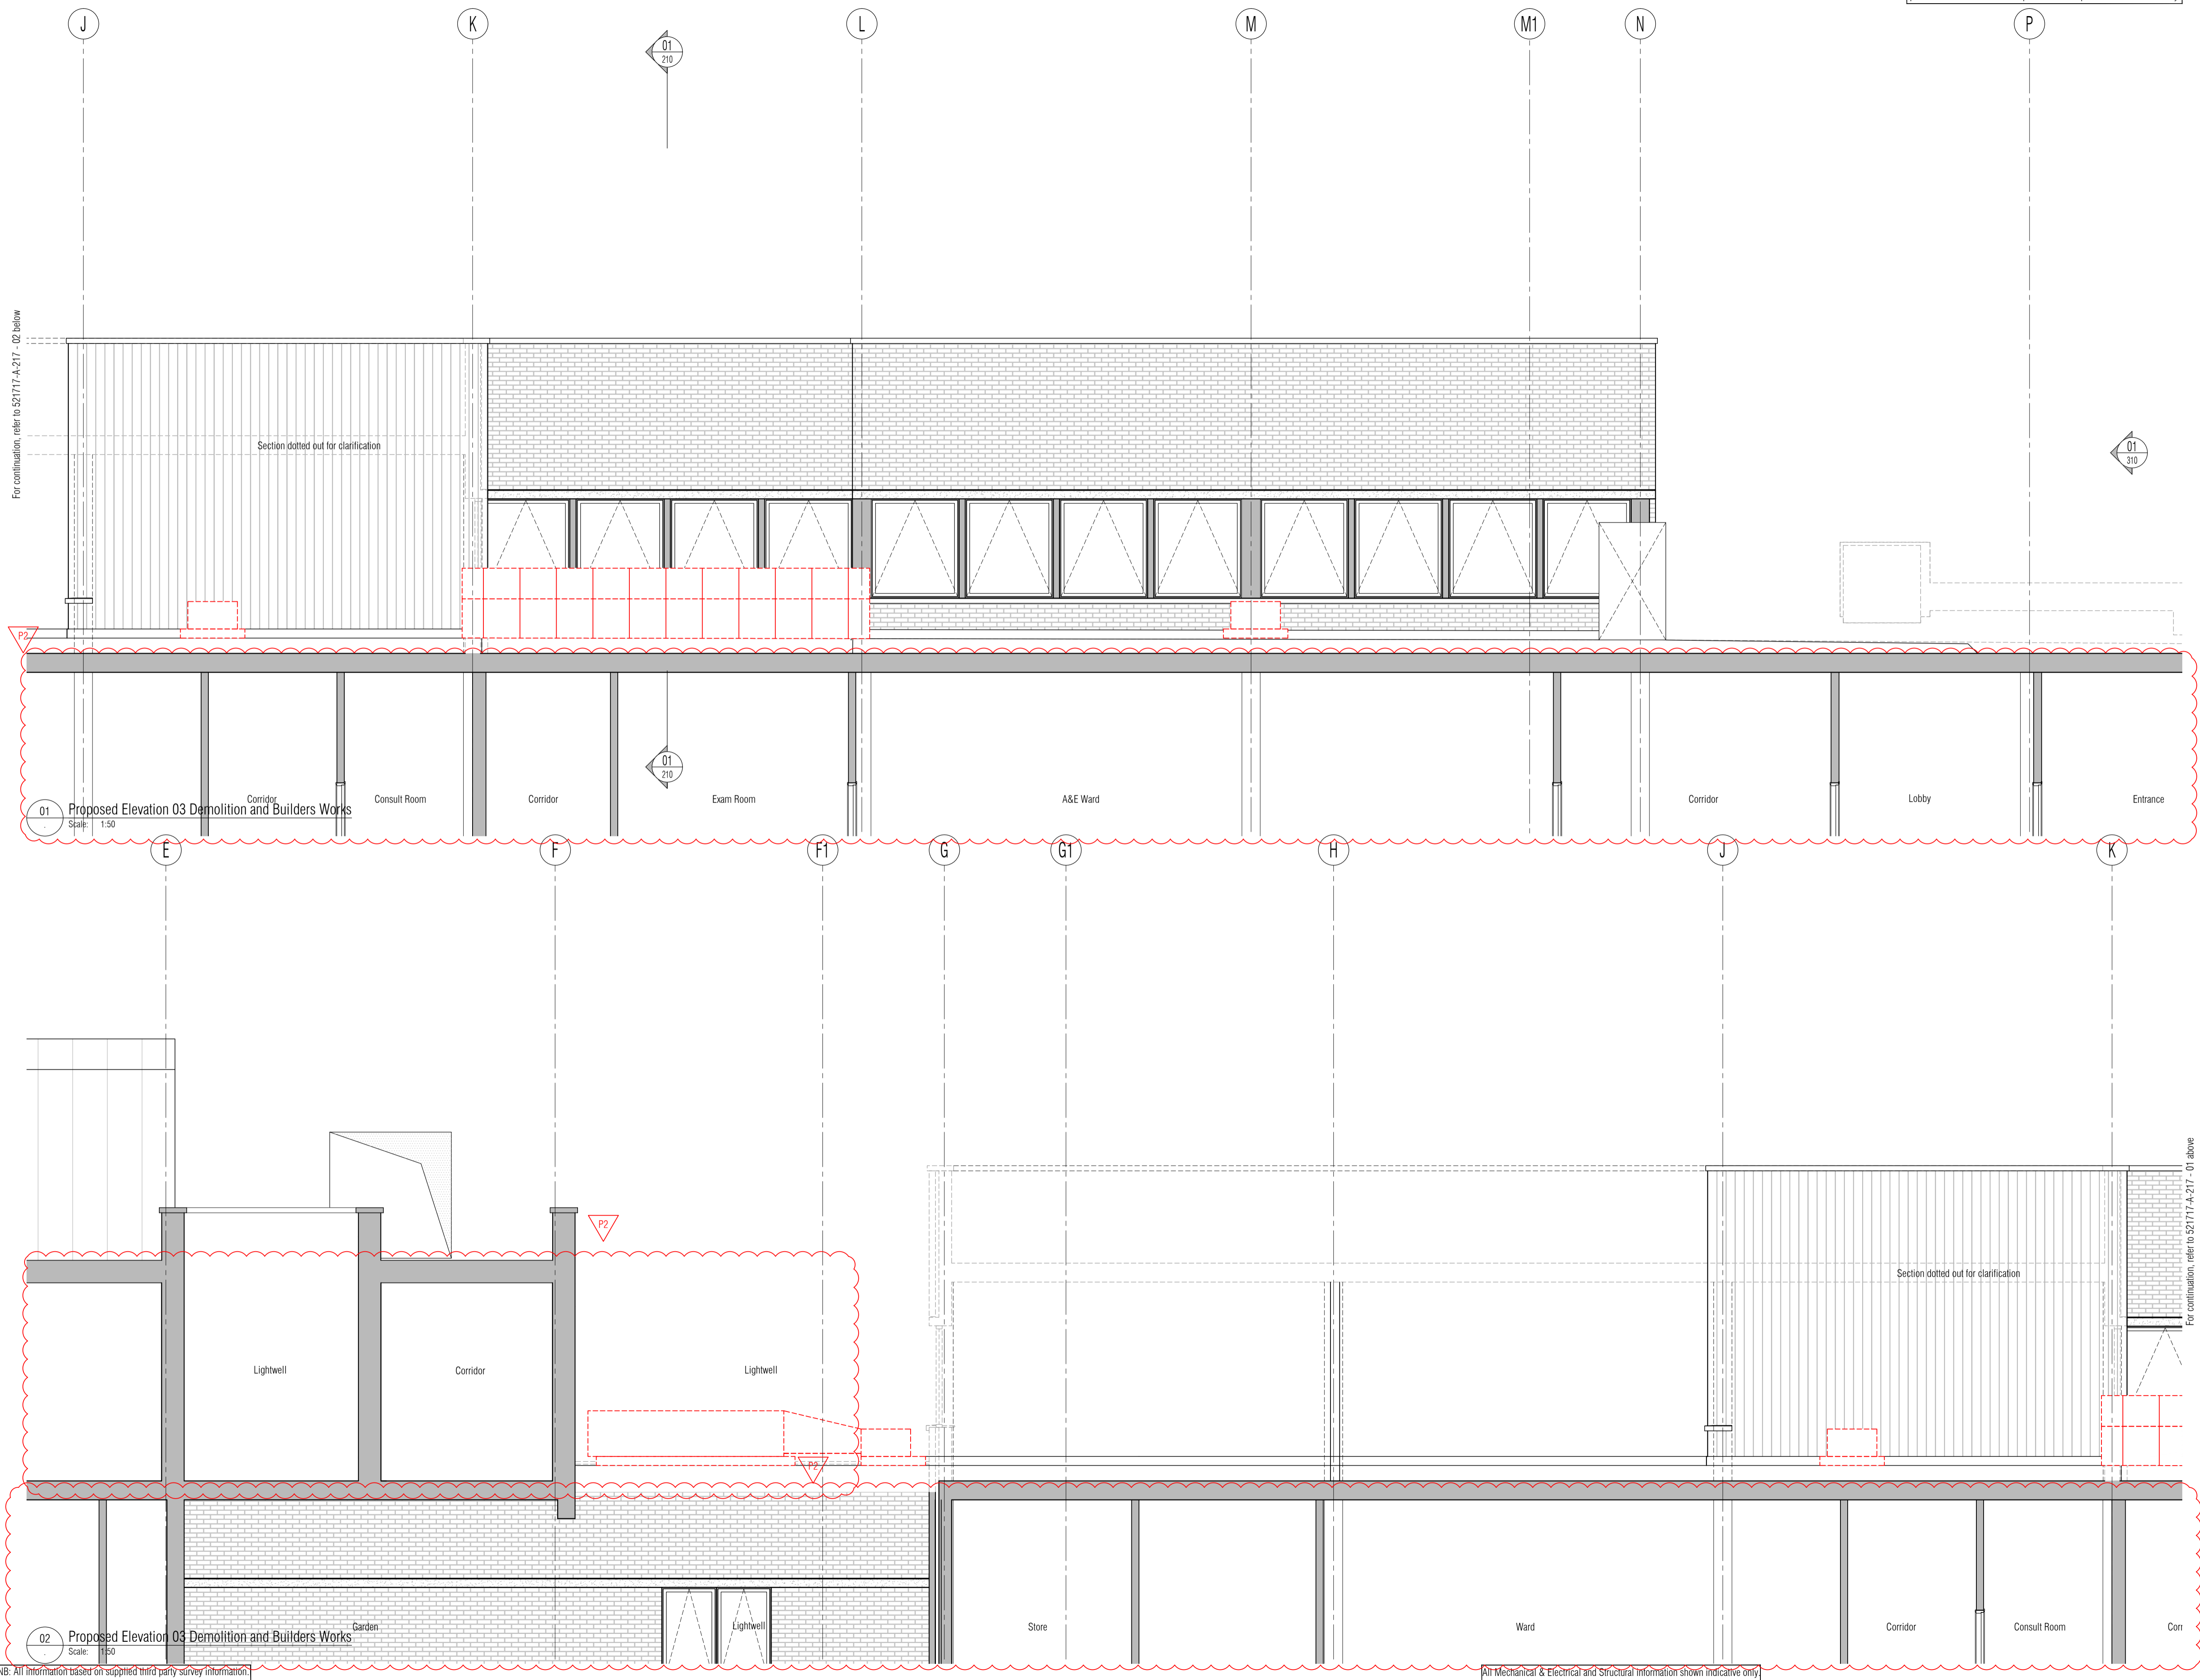 J
K
L
M
M1
N
P
01
210
For continuation, refer to 521717-A-217 - 02 below
Section dotted out for clarification
01
310
P2
01
210
Corridor
Consult Room
Corridor
Exam Room
A&E Ward
Corridor
Lobby
Entrance
01
Proposed Elevation 03 Demolition and Builders Works
Scale: 1:50
E
F
F1
G
G1
H
J
K
For continuation, refer to 521717-A-217 - 01 above
P2
Section dotted out for clarification
Lightwell
Corridor
Lightwell
P2
Garden
Lightwell
Store
Ward
Corridor
Consult Room
Corr
02
Proposed Elevation 03 Demolition and Builders Works
Scale: 1:50
NB: All information based on supplied third party survey information.
All Mechanical & Electrical and Structural information shown indicative only.